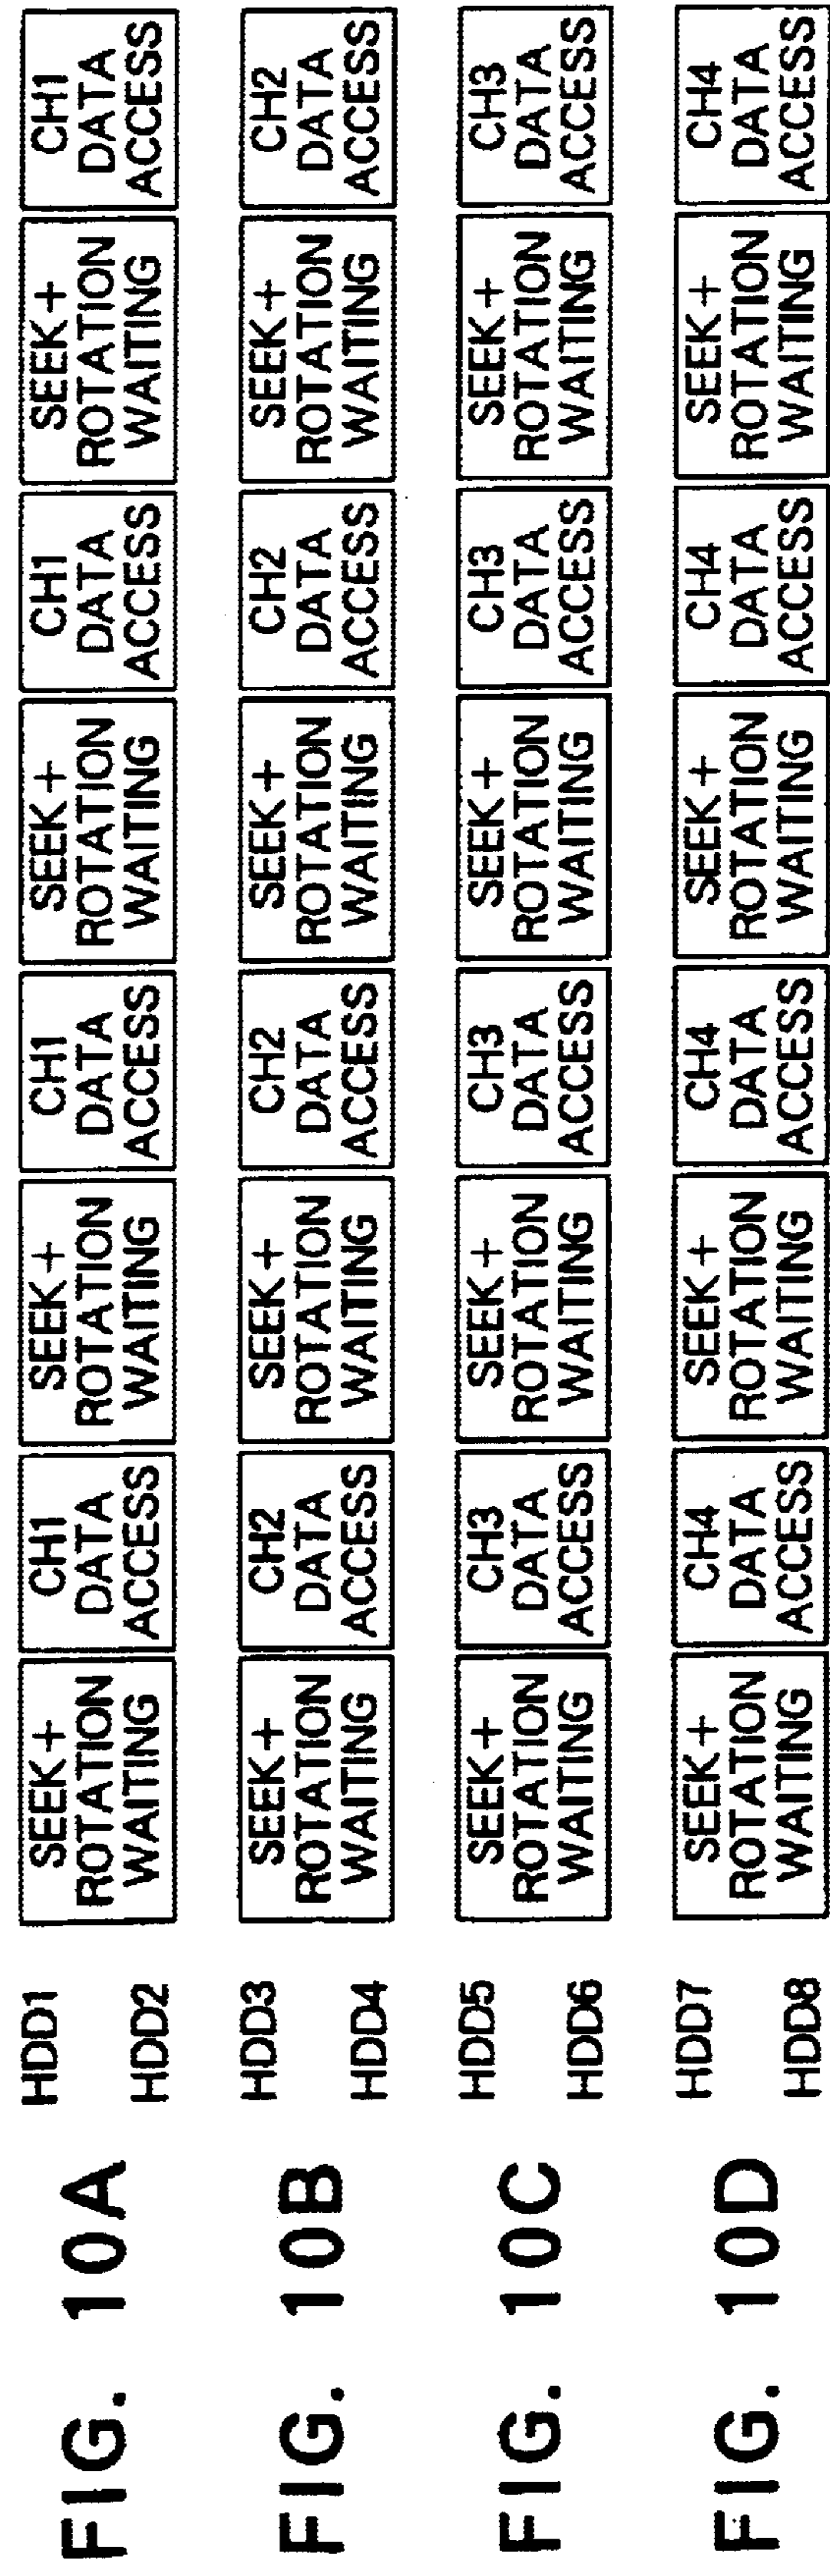 FIG. 10A
HDD1
HDD2
SEEK+
ROTATION
WAITING
CH1
DATA
ACCESS
SEEK+
ROTATION
WAITING
CH1
DATA
ACCESS
SEEK+
ROTATION
WAITING
CH1
DATA
ACCESS
SEEK+
ROTATION
WAITING
CH1
DATA
ACCESS
FIG. 10B
HDD3
HDD4
SEEK+
ROTATION
WAITING
CH2
DATA
ACCESS
SEEK+
ROTATION
WAITING
CH2
DATA
ACCESS
SEEK+
ROTATION
WAITING
CH2
DATA
ACCESS
SEEK+
ROTATION
WAITING
CH2
DATA
ACCESS
FIG. 10C
HDD5
HDD6
SEEK+
ROTATION
WAITING
CH3
DATA
ACCESS
SEEK+
ROTATION
WAITING
CH3
DATA
ACCESS
SEEK+
ROTATION
WAITING
CH3
DATA
ACCESS
SEEK+
ROTATION
WAITING
CH3
DATA
ACCESS
FIG. 10D
HDD7
HDD8
SEEK+
ROTATION
WAITING
CH4
DATA
ACCESS
SEEK+
ROTATION
WAITING
CH4
DATA
ACCESS
SEEK+
ROTATION
WAITING
CH4
DATA
ACCESS
SEEK+
ROTATION
WAITING
CH4
DATA
ACCESS